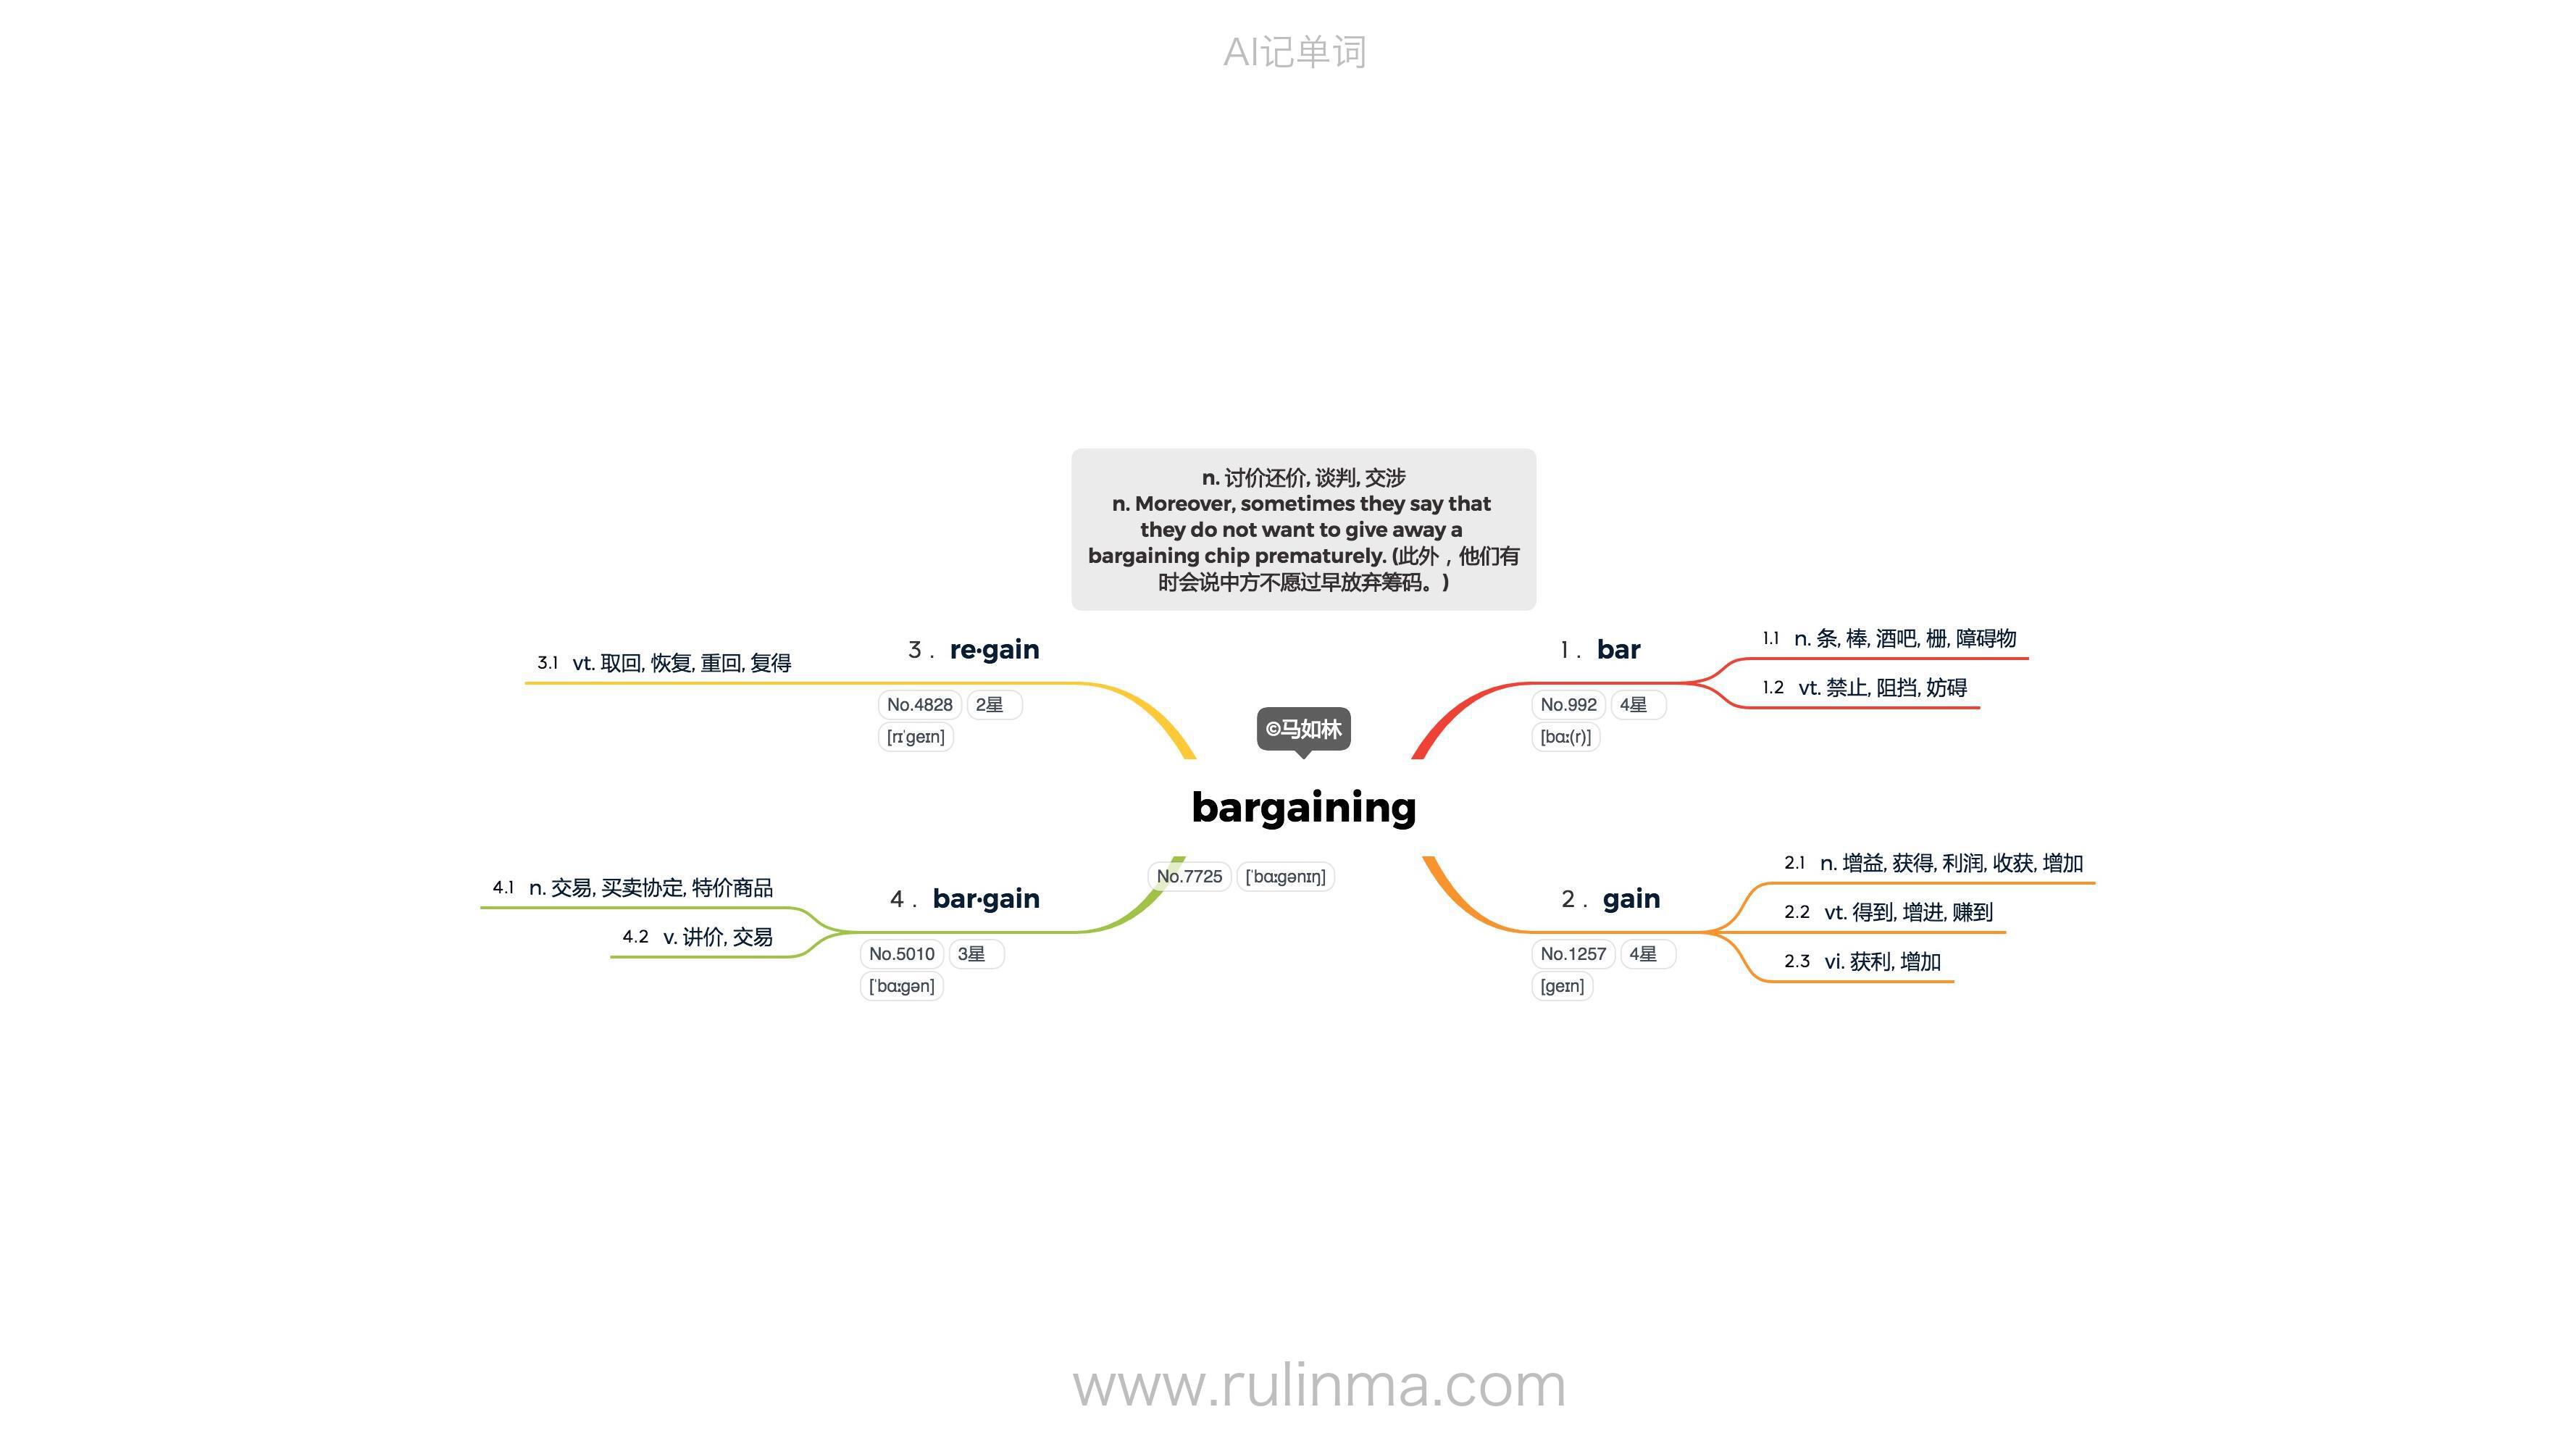 AI记单词
n. 讨价还价, 谈判, 交涉
n. Moreover, sometimes they say that
they do not want to give away a
bargaining chip prematurely. (此外，他们有
时会说中方不愿过早放弃筹码。)
©马如林
bargaining
No.7725 [ˈbɑːgənɪŋ]
1 . bar
No.992 4星
[bɑː(r)]
1.1 n. 条, 棒, 酒吧, 栅, 障碍物
1.2 vt. 禁止, 阻挡, 妨碍
2 . gain
No.1257 4星
[geɪn]
2.1 n. 增益, 获得, 利润, 收获, 增加
2.2 vt. 得到, 增进, 赚到
2.3 vi. 获利, 增加
3 . re·gain
No.4828 2星
[rɪˈgeɪn]
3.1 vt. 取回, 恢复, 重回, 复得
4 . bar·gain
No.5010 3星
[ˈbɑːgən]
4.1 n. 交易, 买卖协定, 特价商品
4.2 v. 讲价, 交易
www.rulinma.com